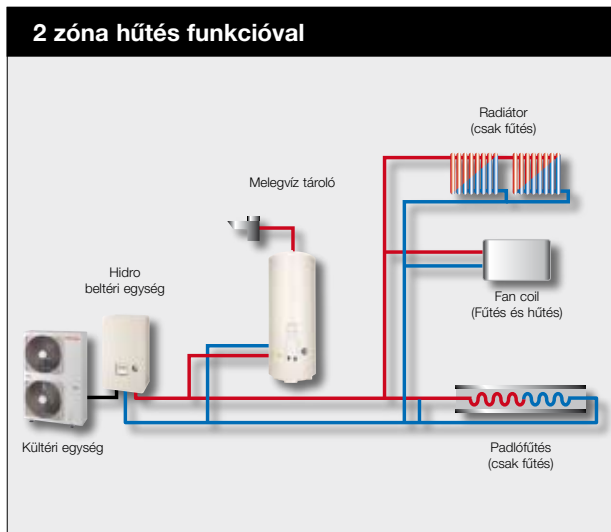 2 zóna hűtés funkcióval
Radiátor
(csak fűtés)
Melegvíz tároló
Hidro
beltéri egység
Fan coil
(Fűtés és hűtés)
Kültéri egység
Padlófűtés
(csak fűtés)